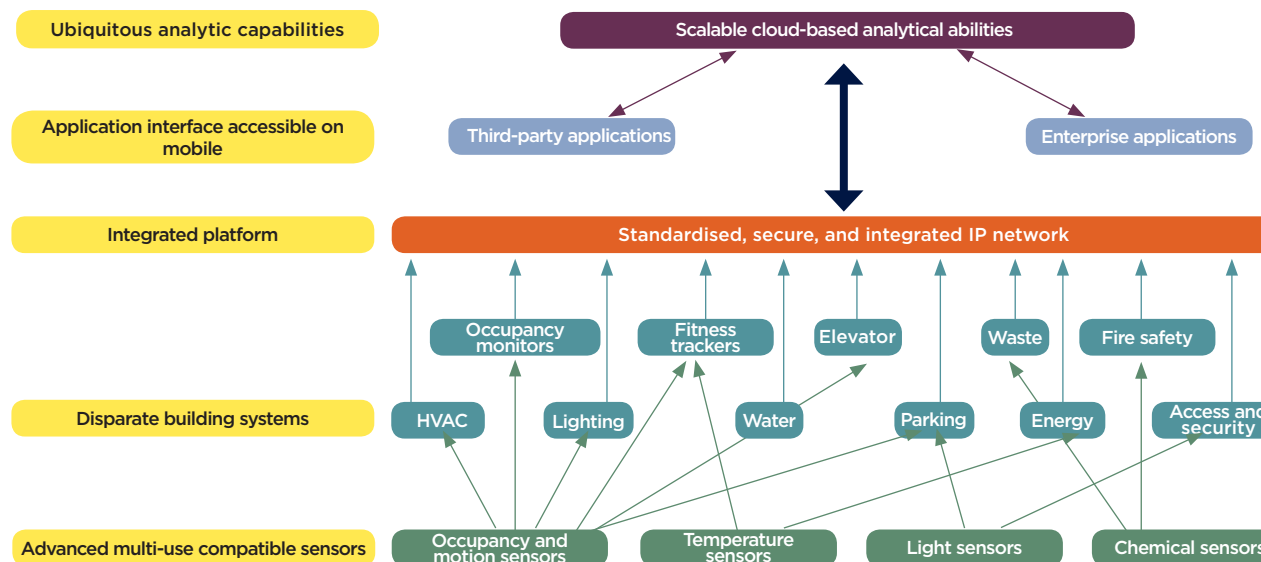 Ubiquitous analytic capabilities
Scalable cloud-based analytical abilities
Application interface accessible on
mobile
Third-party applications
Enterprise applications
Integrated platform
Standardised, secure, and integrated IP network
Occupancy
monitors
Fitness
trackers
Elevator
Waste
Fire safety
Disparate building systems
HVAC
Lighting
Water
Parking
Energy
Access and
security
Advanced multi-use compatible sensors
Occupancy and
motion sensors
Temperature
sensors
Light sensors
Chemical sensors